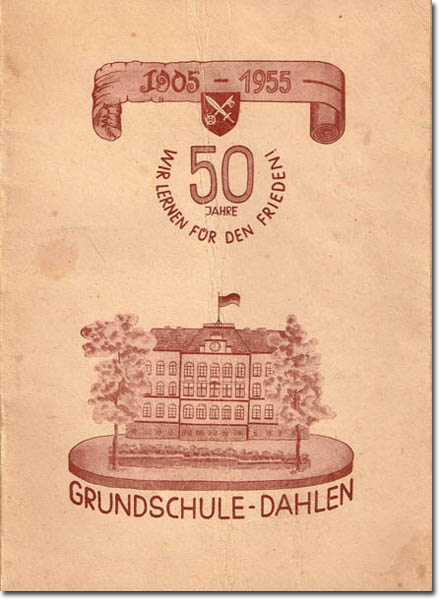 1905 - 1955
50
JAHRE
WIR LERNEN FÜR DEN FRIEDEN!
GRUNDSCHULE-DAHLEN